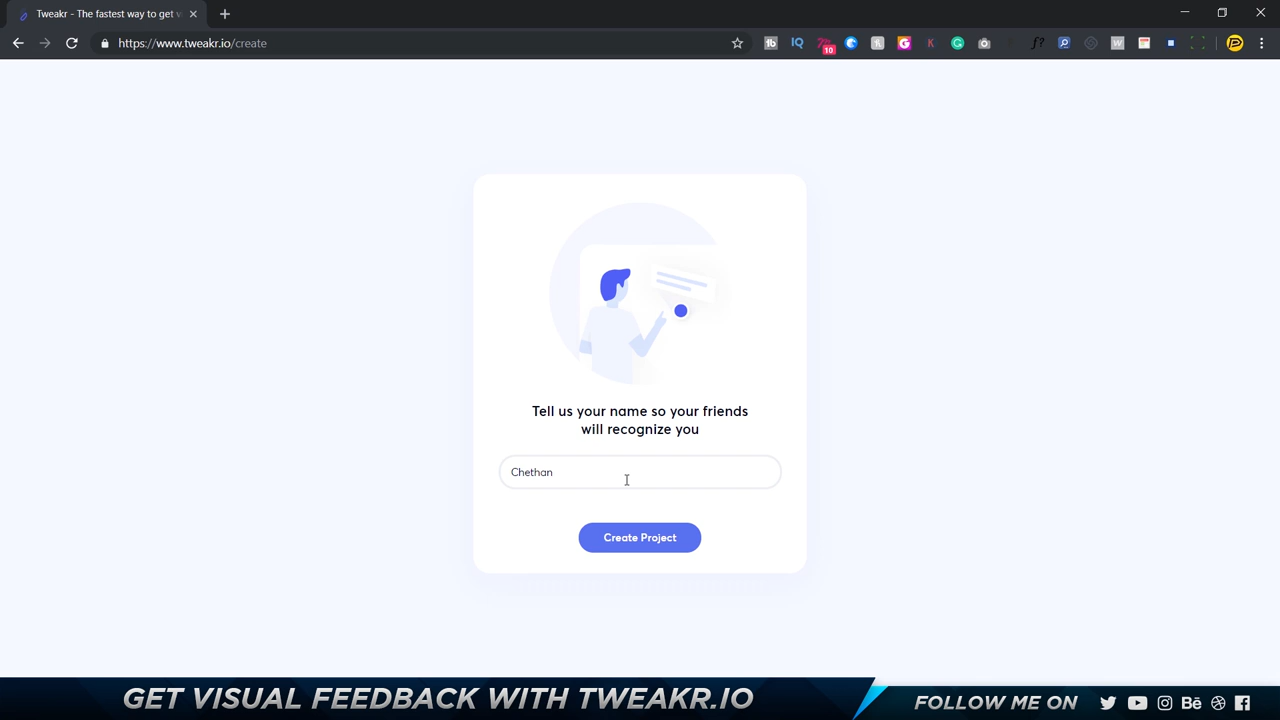 Tweakr - The fastest way to get v
https://www.tweakr.io/create
10
Tell us your name so your friends
will recognize you
Chethan
Create Project
GET VISUAL FEEDBACK WITH TWEAKR.IO
FOLLOW ME ON